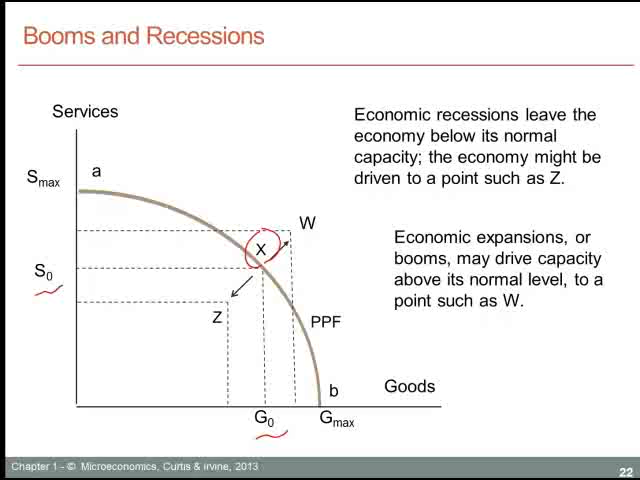 Booms and Recessions
Services
Economic recessions leave the
economy below its normal
capacity; the economy might be
driven to a point such as Z.
Smax
a
W
X
Economic expansions, or
booms, may drive capacity
above its normal level, to a
point such as W.
S0
Z
PPF
b
Goods
G0
Gmax
Chapter 1 - © Microeconomics, Curtis & Irvine, 2013
22